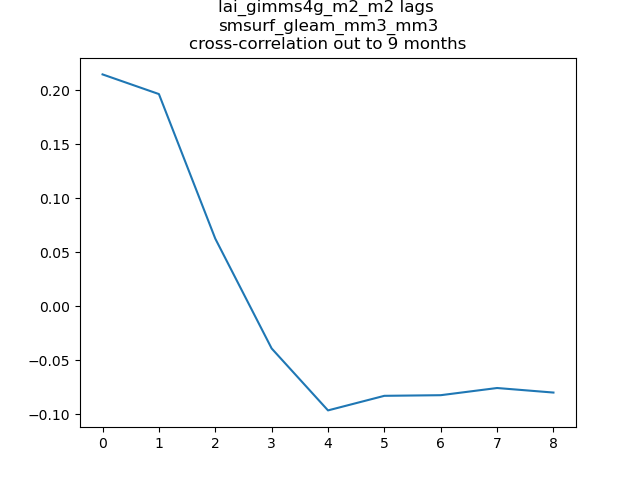 lai_gimms4g_m2_m2 lags
smsurf_gleam_mm3_mm3
cross-correlation out to 9 months
0.20
0.15
0.10
0.05
0.00
−0.05
−0.10
0 1 2 3 4 5 6 7 8